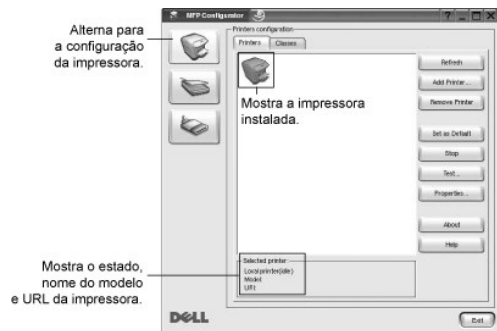 Alterna para
a configuração
da impressora.
MFP Configurator
Printers configuration
Printers
Classes
Mostra a impressora
instalada.
Refresh
Add Printer...
Remove Printer
Set as Default
Stop
Test...
Properties...
About
Help
Selected printer
Local printer(idle)
Model:
URI:
Mostra o estado,
nome do modelo
e URL da impressora.
DELL
Exit